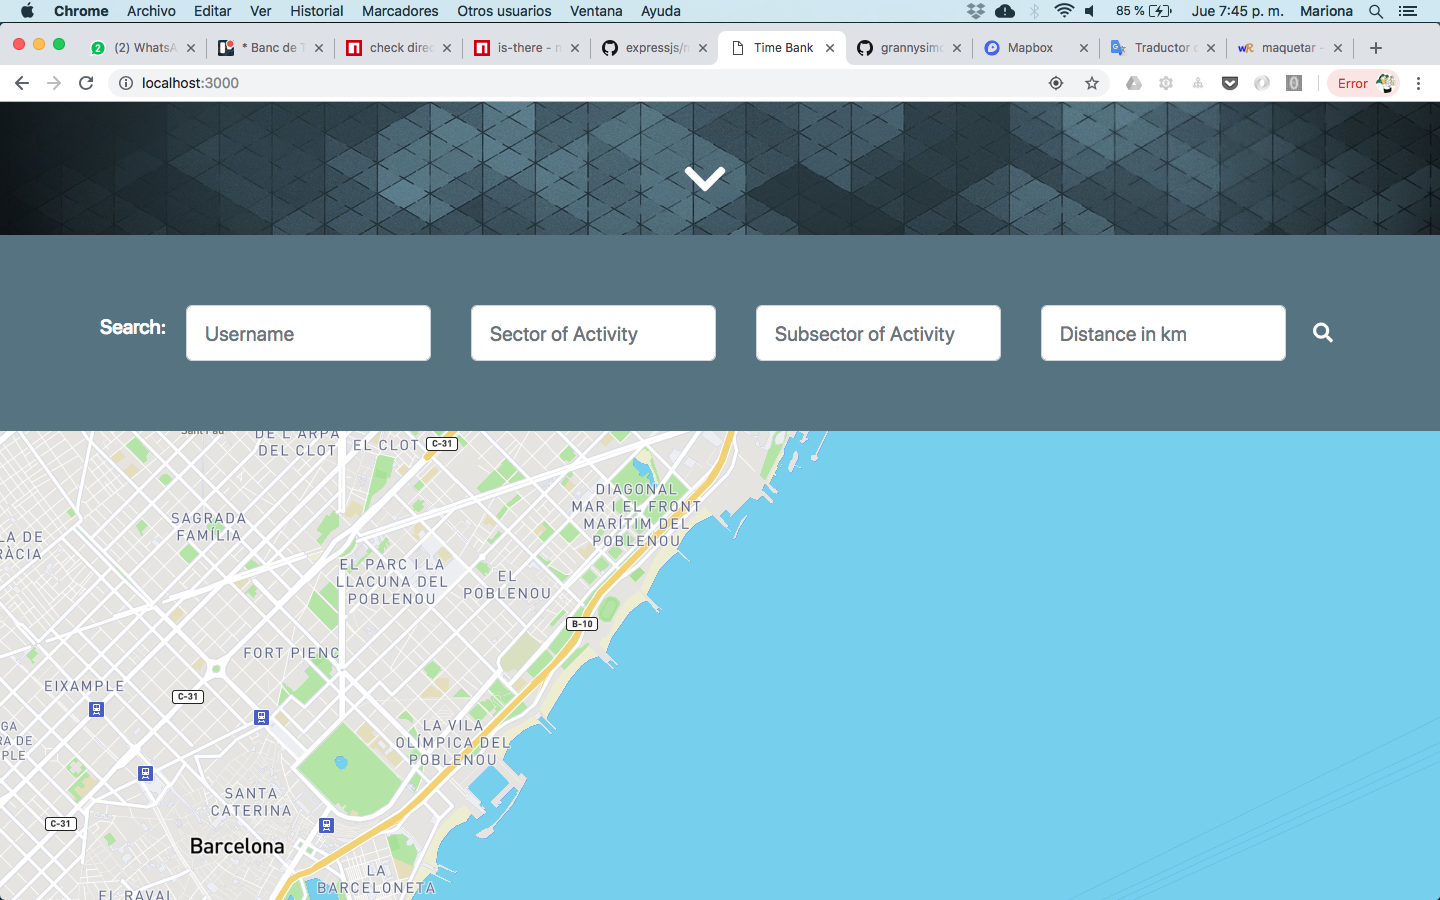 Chrome Archivo Editar Ver Historial Marcadores Otros usuarios Ventana Ayuda 85 % Jue 7:45 p. m. Mariona
(2) WhatsA * Banc de T check direc is-there - n expressjs/n Time Bank grannysimo Mapbox Traductor d maquetar -
localhost:3000 Error
Search: Username Sector of Activity Subsector of Activity Distance in km
DE L'ARPA
DEL CLOT
EL CLOT
C-31
DIAGONAL
MAR I EL FRONT
MARÍTIM DEL
POBLENOU
SAGRADA
FAMÍLIA
LA DE
RÀCIA
EL PARC I LA
LLACUNA DEL
POBLENOU
EL
POBLENOU
B-10
FORT PIENC
EIXAMPLE
C-31
GA
RA DE
PLE
LA VILA
OLÍMPICA DEL
POBLENOU
SANTA
CATERINA
C-31
Barcelona
LA
BARCELONETA
EL RAVAL